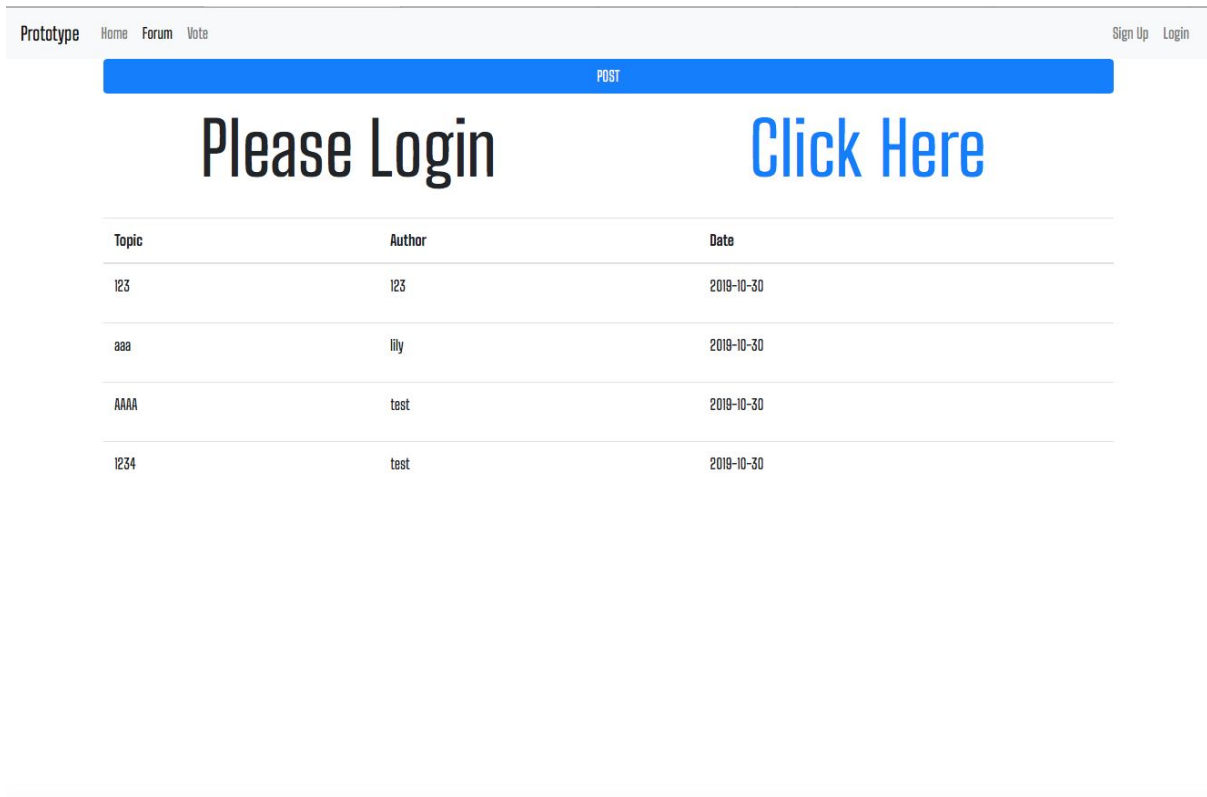 Prototype Home Forum Vote Sign Up Login
POST
Please Login Click Here
Topic Author Date
123 123 2019-10-30
aaa lily 2019-10-30
AAAA test 2019-10-30
1234 test 2019-10-30